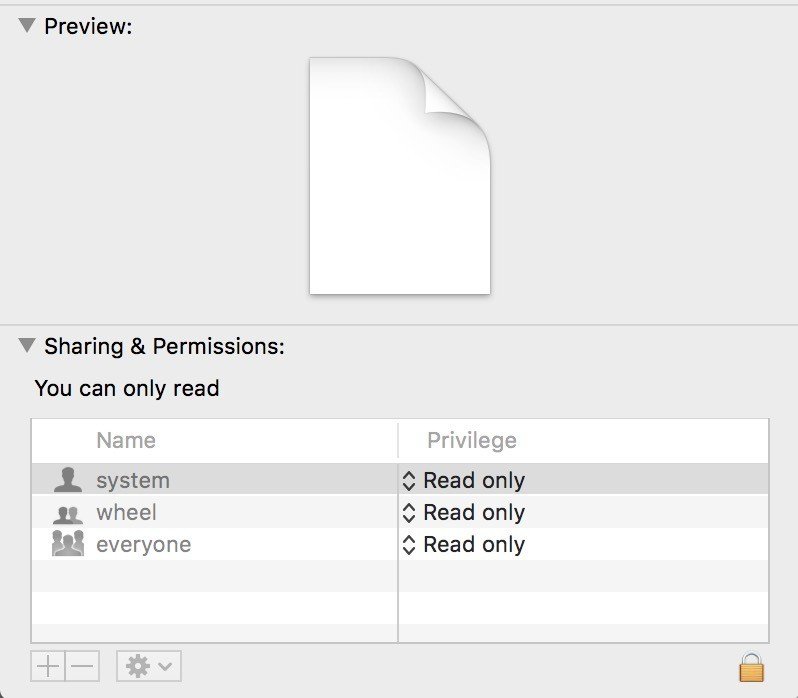 Preview:
Sharing & Permissions:
You can only read
Name Privilege
system Read only
wheel Read only
everyone Read only